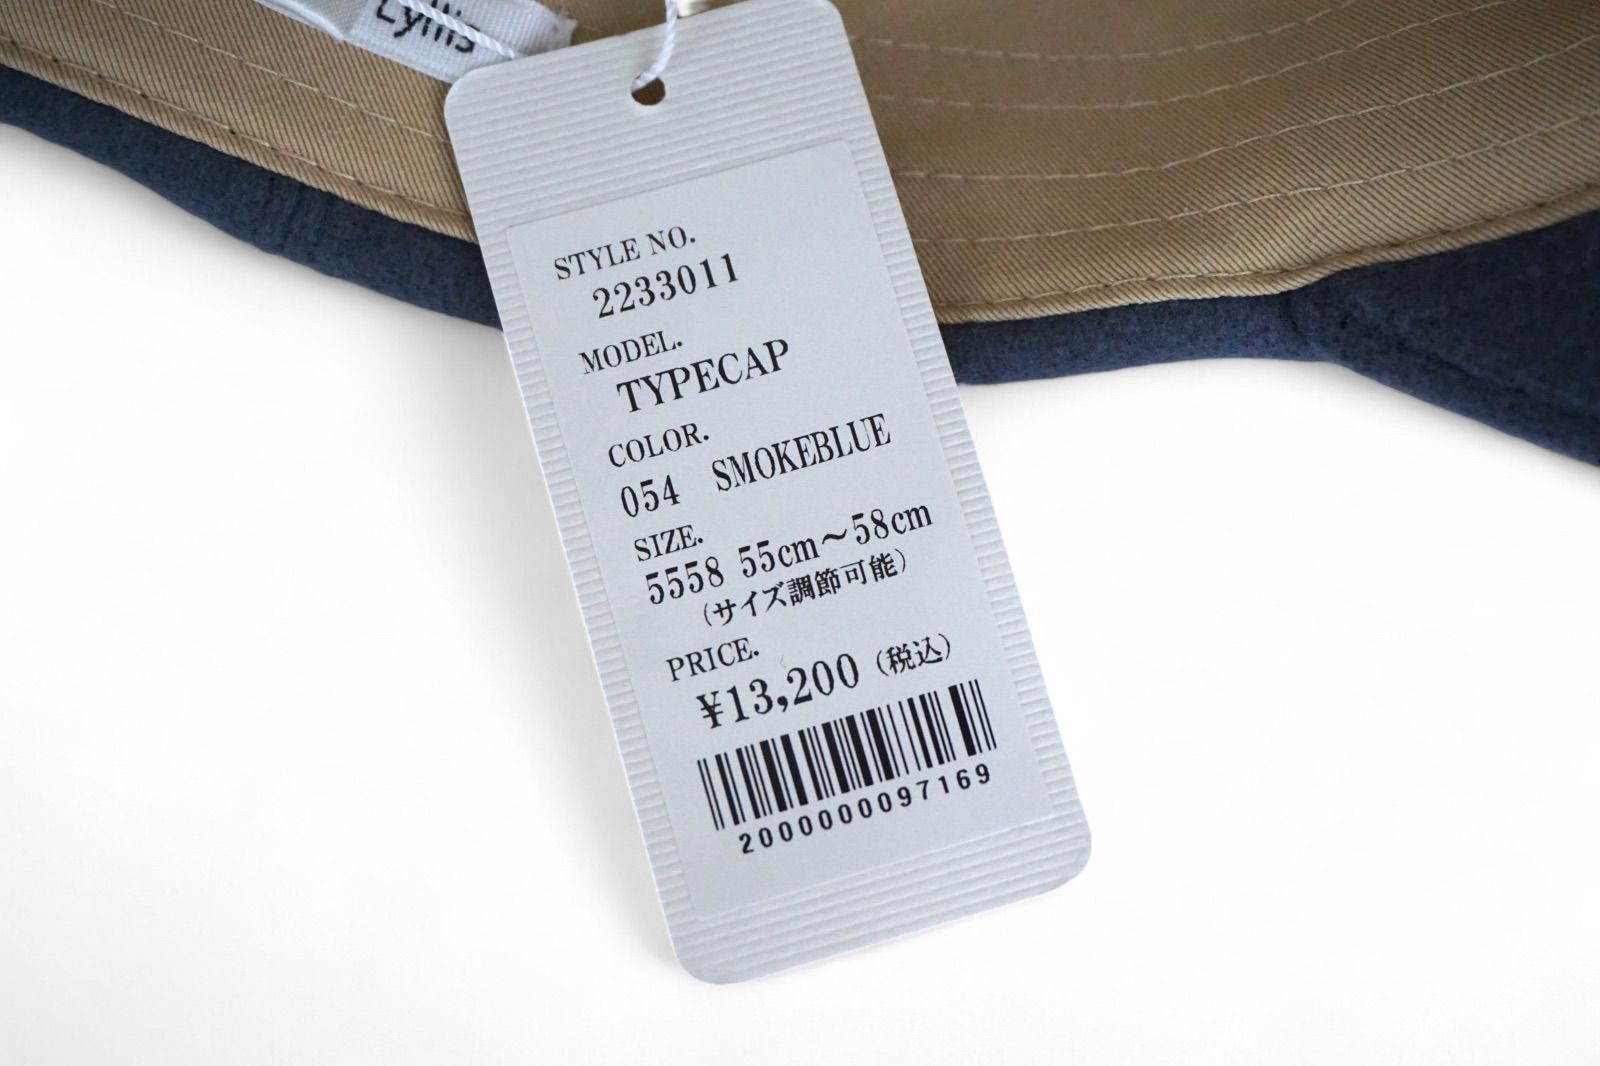 Lyllis
STYLE NO.
2233011
MODEL.
TYPECAP
COLOR.
054 SMOKEBLUE
SIZE.
5558 55cm～58cm
（サイズ調節可能）
PRICE.
¥13,200（税込）
2000000097169